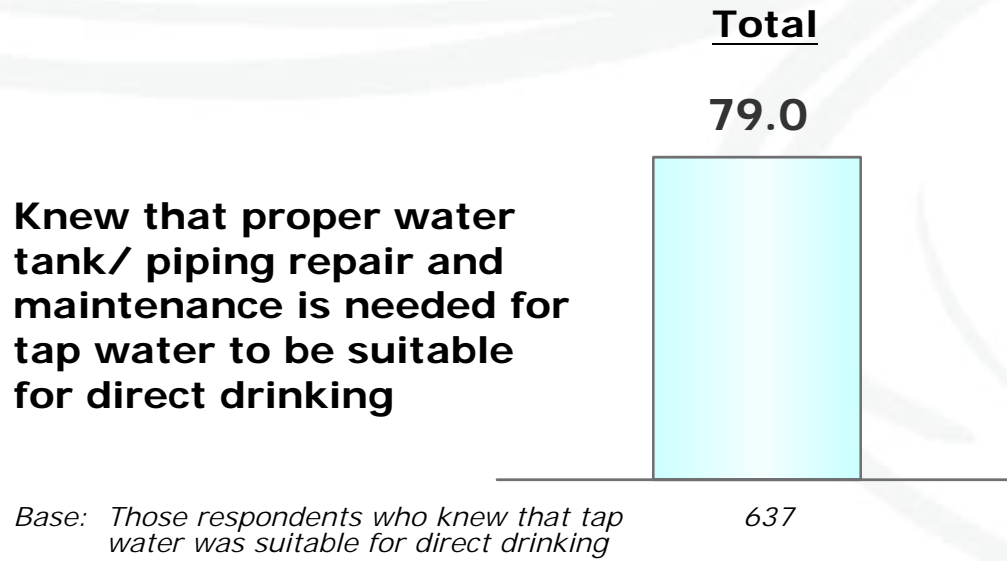 Total
79.0
Knew that proper water
tank/ piping repair and
maintenance is needed for
tap water to be suitable
for direct drinking
Base: Those respondents who knew that tap 637
water was suitable for direct drinking